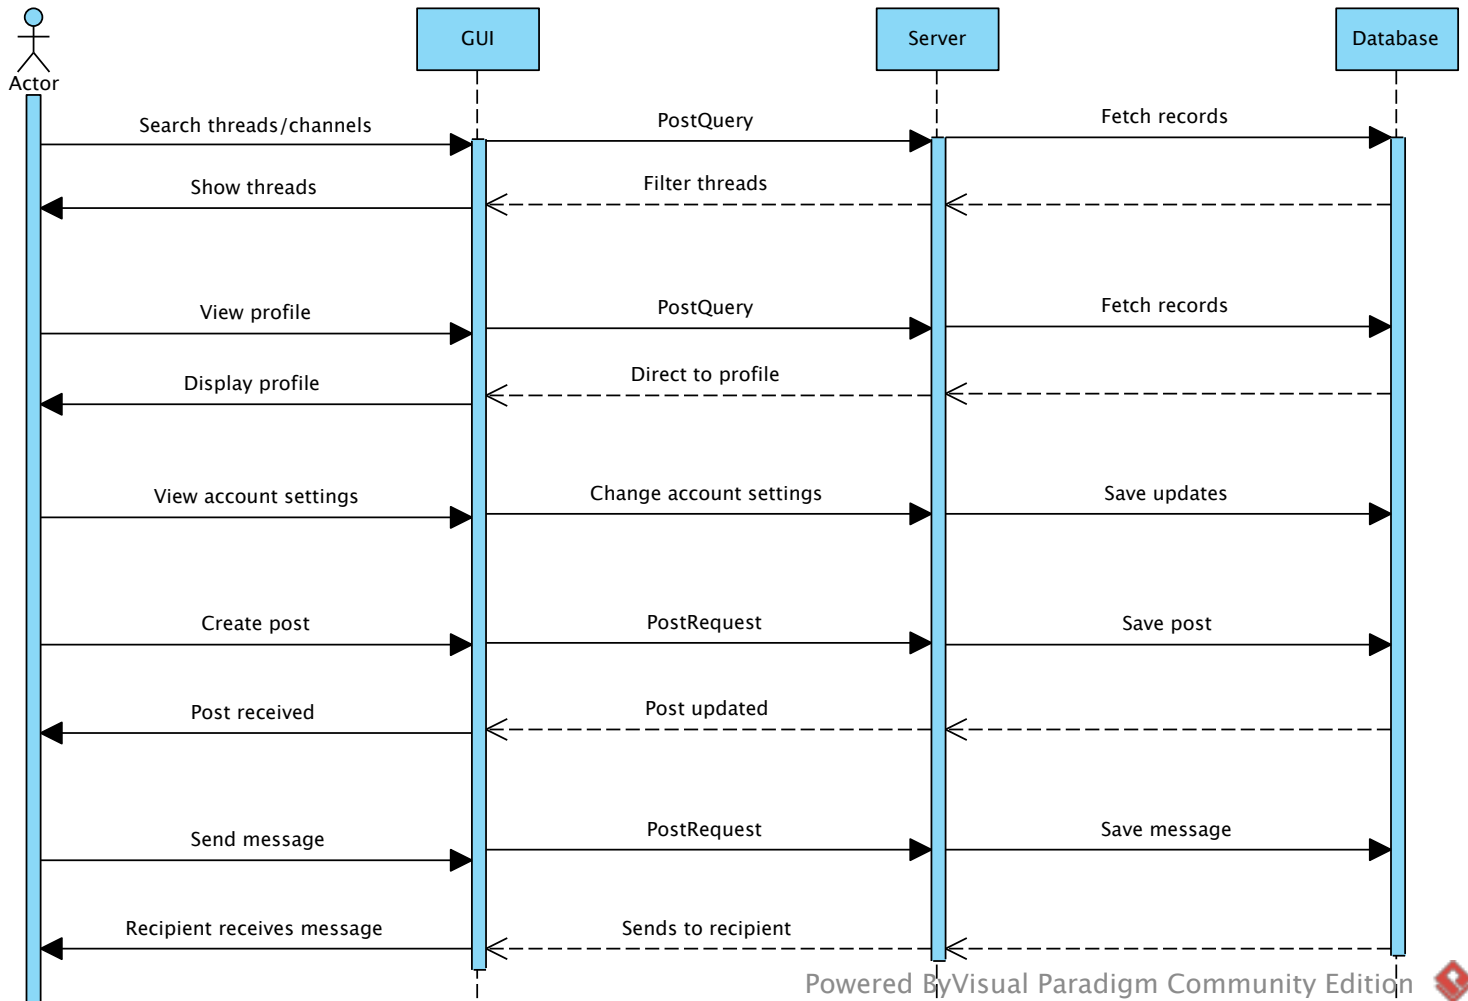 GUI
Server
Database
Actor
Search threads/channels
PostQuery
Fetch records
Show threads
Filter threads
View profile
PostQuery
Fetch records
Display profile
Direct to profile
View account settings
Change account settings
Save updates
Create post
PostRequest
Save post
Post received
Post updated
Send message
PostRequest
Save message
Recipient receives message
Sends to recipient
Powered ByVisual Paradigm Community Edition